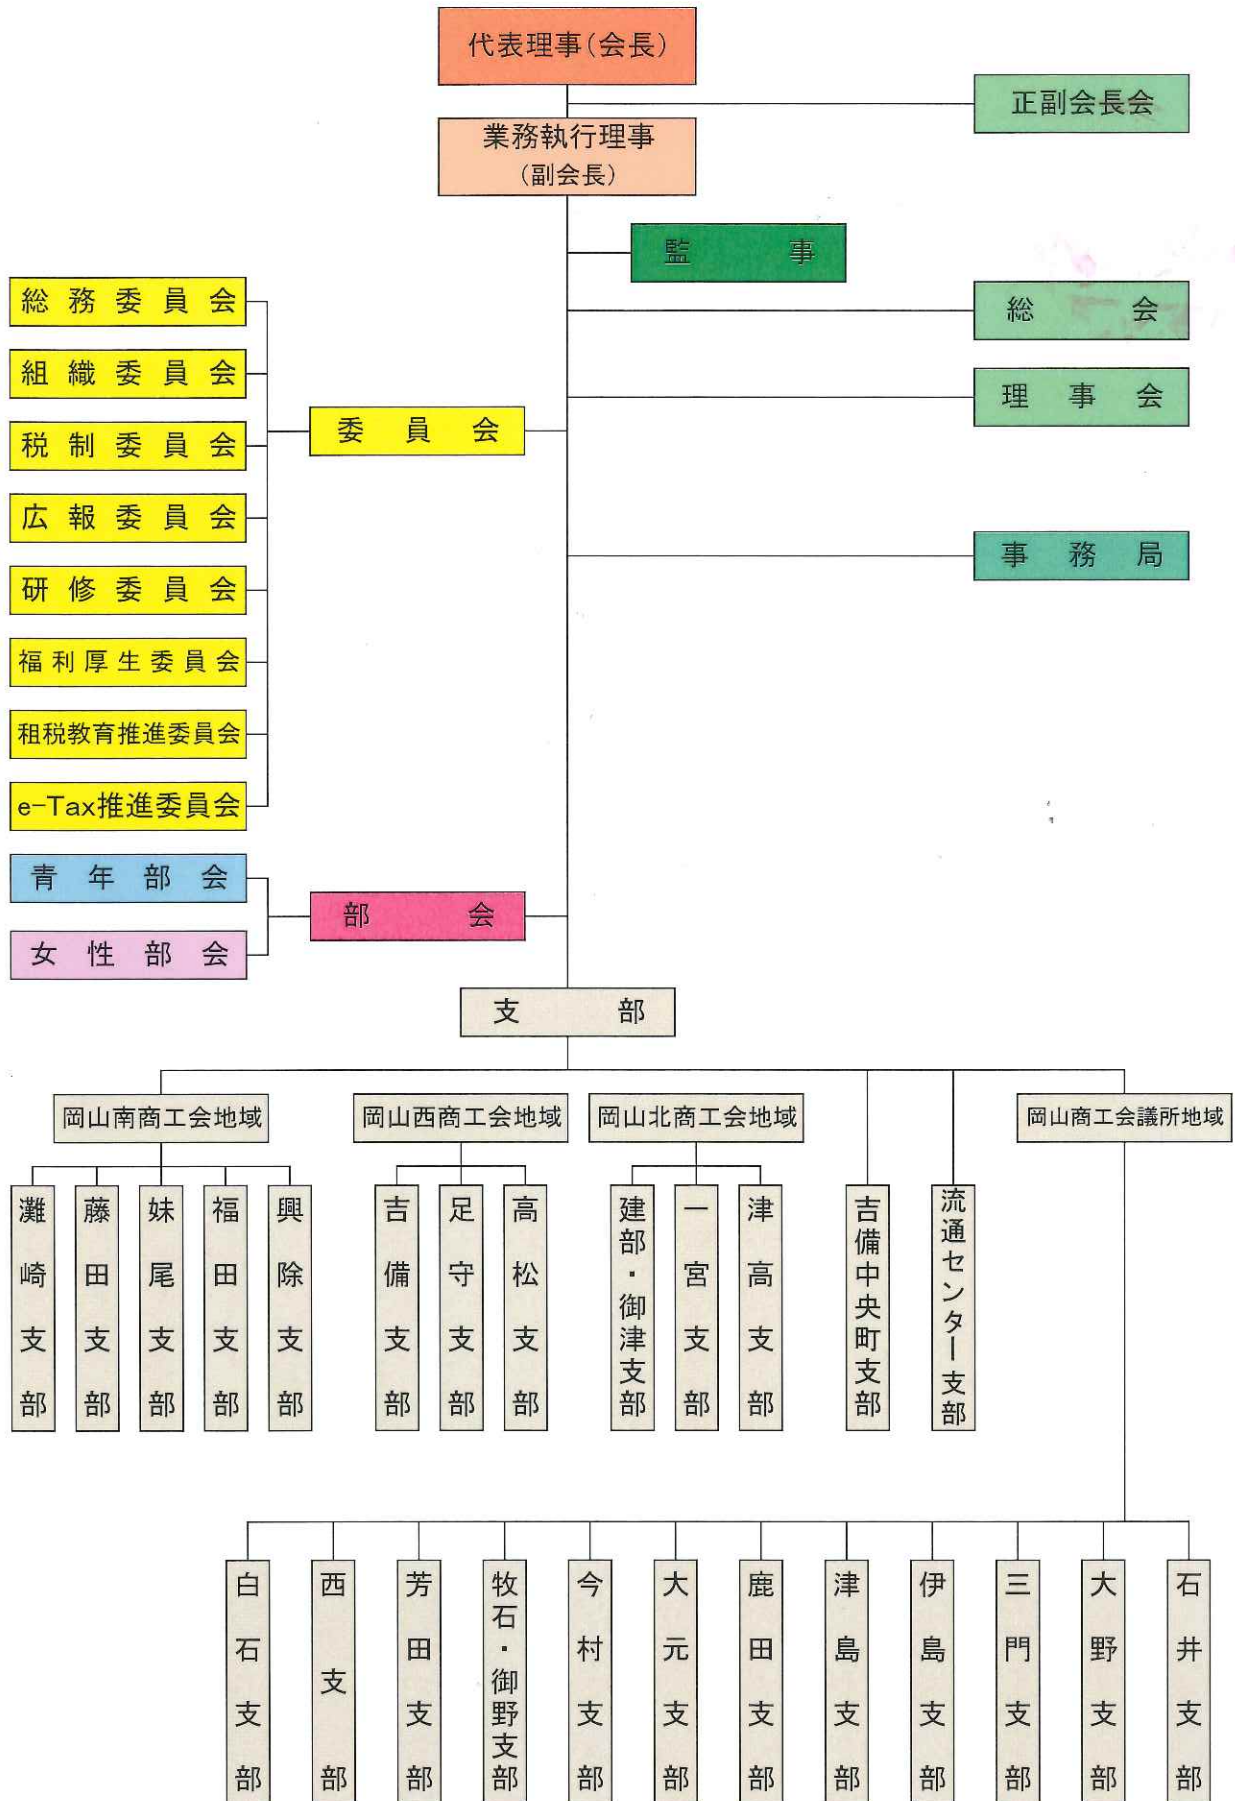 代表理事(会長)
正副会長会
業務執行理事
(副会長)
監事
総務委員会
総会
組織委員会
理事会
委員会
税制委員会
広報委員会
事務局
研修委員会
福利厚生委員会
租税教育推進委員会
e-Tax推進委員会
青年部会
部会
女性部会
支部
岡山南商工会地域
岡山西商工会地域
岡山北商工会地域
岡山商工会議所地域
灘崎支部
藤田支部
妹尾支部
福田支部
興除支部
吉備支部
足守支部
高松支部
建部・御津支部
一宮支部
津高支部
吉備中央町支部
流通センター支部
白石支部
西支部
芳田支部
牧石・御野支部
今村支部
大元支部
鹿田支部
津島支部
伊島支部
三門支部
大野支部
石井支部